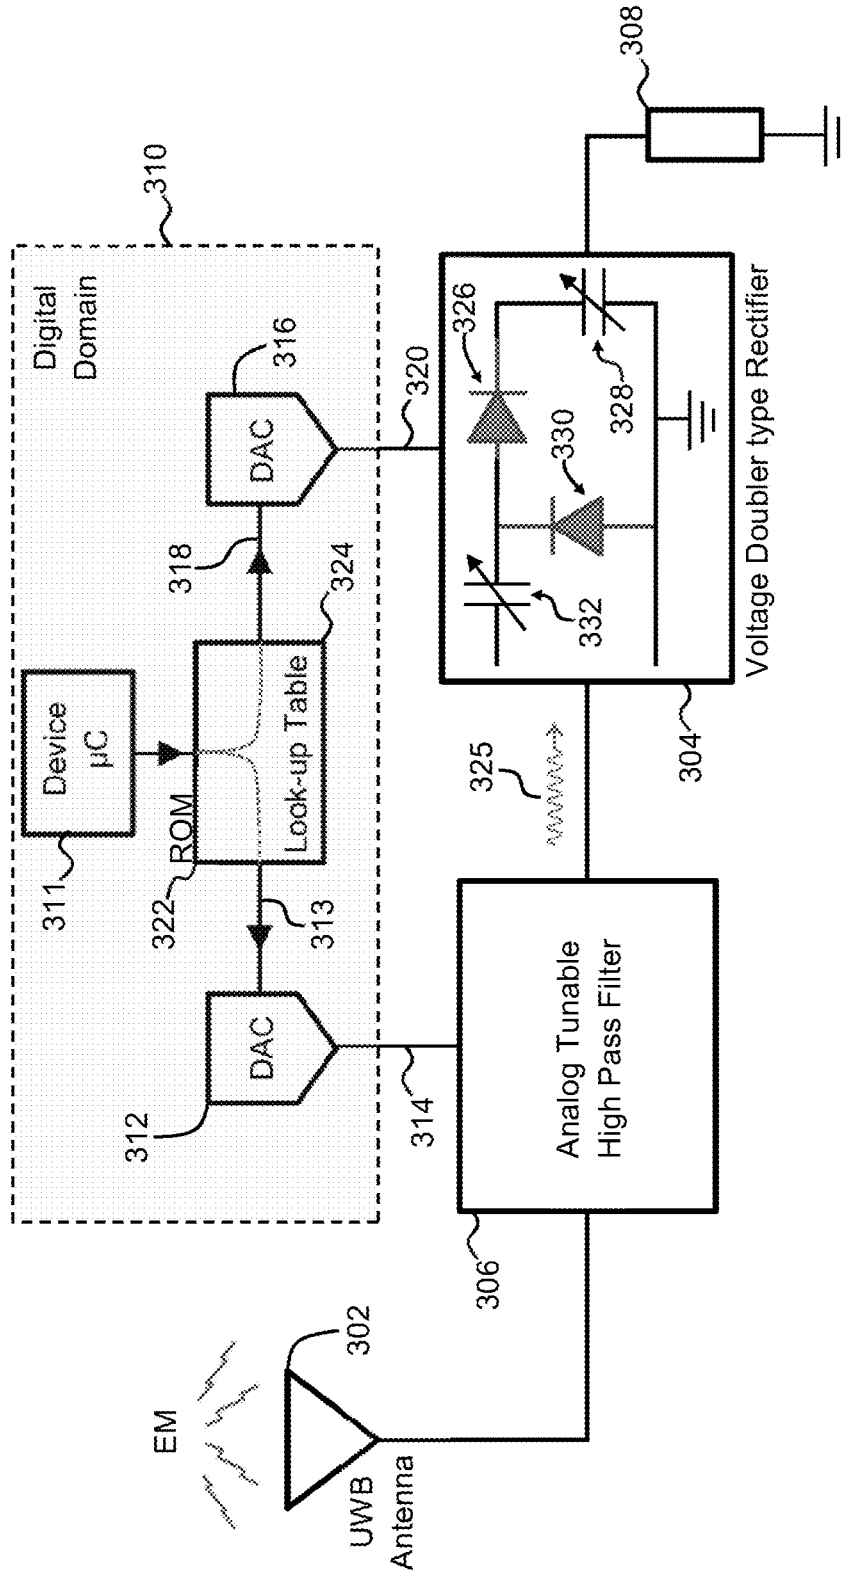 EM
UWB
Antenna
302
310
Digital
Domain
Device
µC
311
ROM
322
Look-up Table
324
313
318
DAC
312
DAC
316
314
320
306
Analog Tunable
High Pass Filter
325
304
332
330
326
328
Voltage Doubler type Rectifier
308